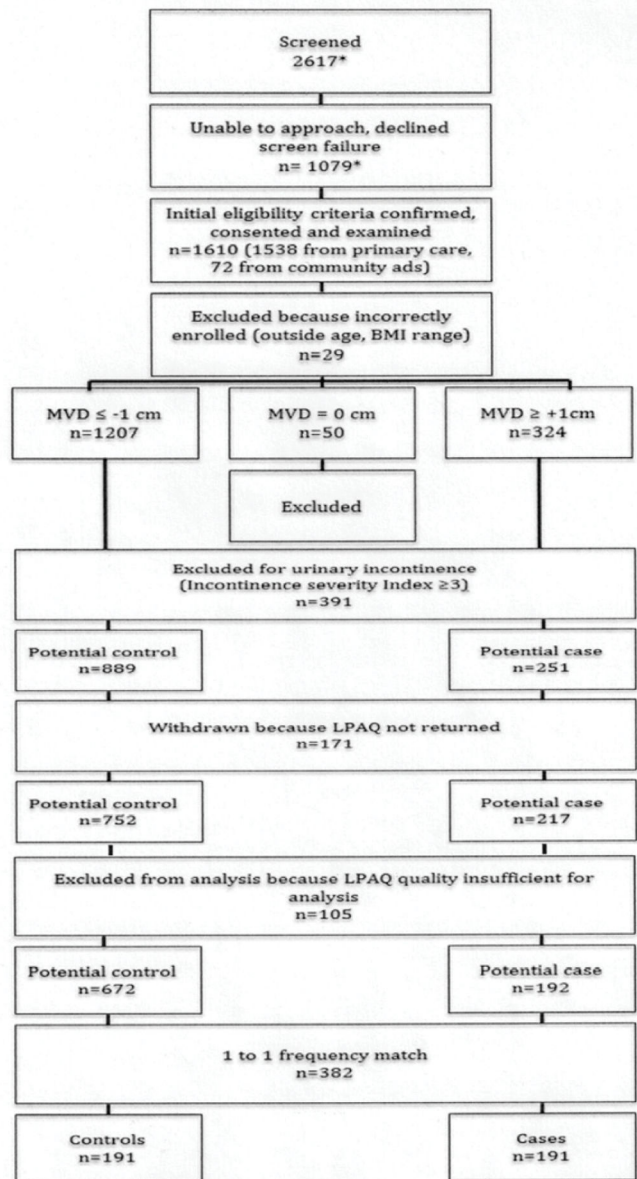 Screened
2617*
Unable to approach, declined
screen failure
n= 1079*
Initial eligibility criteria confirmed,
consented and examined
n=1610 (1538 from primary care,
72 from community ads)
Excluded because incorrectly
enrolled (outside age, BMI range)
n=29
MVD ≤ -1 cm
n=1207
MVD = 0 cm
n=50
MVD ≥ +1cm
n=324
Excluded
Excluded for urinary incontinence
(Incontinence severity Index ≥3)
n=391
Potential control
n=889
Potential case
n=251
Withdrawn because LPAQ not returned
n=171
Potential control
n=752
Potential case
n=217
Excluded from analysis because LPAQ quality insufficient for
analysis
n=105
Potential control
n=672
Potential case
n=192
1 to 1 frequency match
n=382
Controls
n=191
Cases
n=191